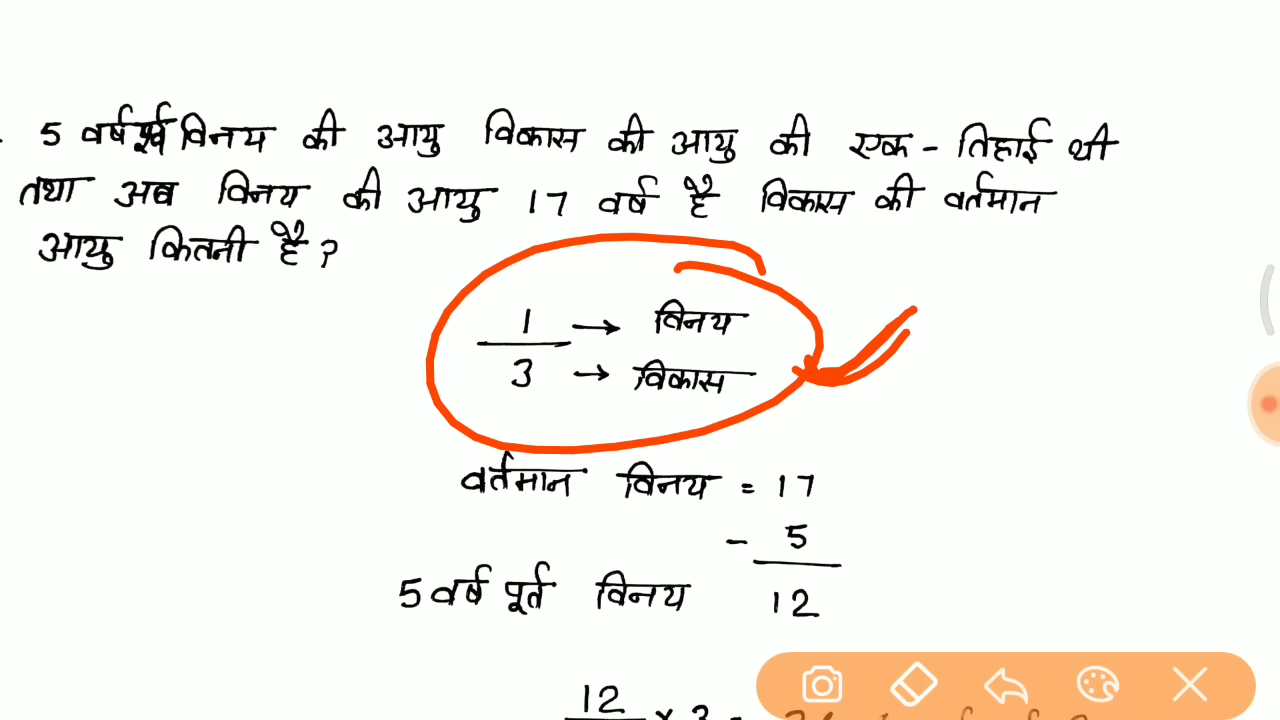 5 वर्ष पूर्व विनय की आयु विकास की आयु की एक - तिहाई थी
तथा अब विनय की आयु 17 वर्ष है विकास की वर्तमान
आयु कितनी है ?
1 → विनय
3 → विकास
वर्तमान विनय = 17
- 5
5 वर्ष पूर्त विनय 12
12
× 3 =